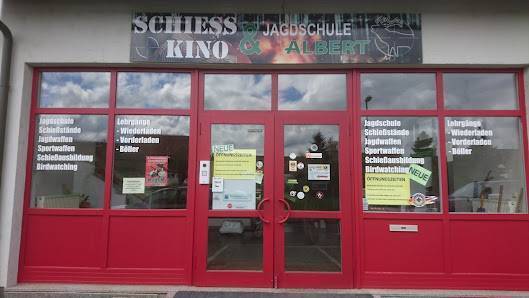 SCHIESS
KINO
&
JAGDSCHULE
ALBERT
Jagdschule
Schießstände
Jagdwaffen
Sportwaffen
Schießausbildung
Birdwatching
Lehrgänge
- Wiederladen
- Vorderladen
- Böller
NEUE
ÖFFNUNGSZEITEN
Jagdschule
Schießstände
Jagdwaffen
Sportwaffen
Schießausbildung
Birdwatching
ÖFFNUNGSZEITEN
NEUE
Lehrgänge
- Wiederladen
- Vorderladen
- Böller